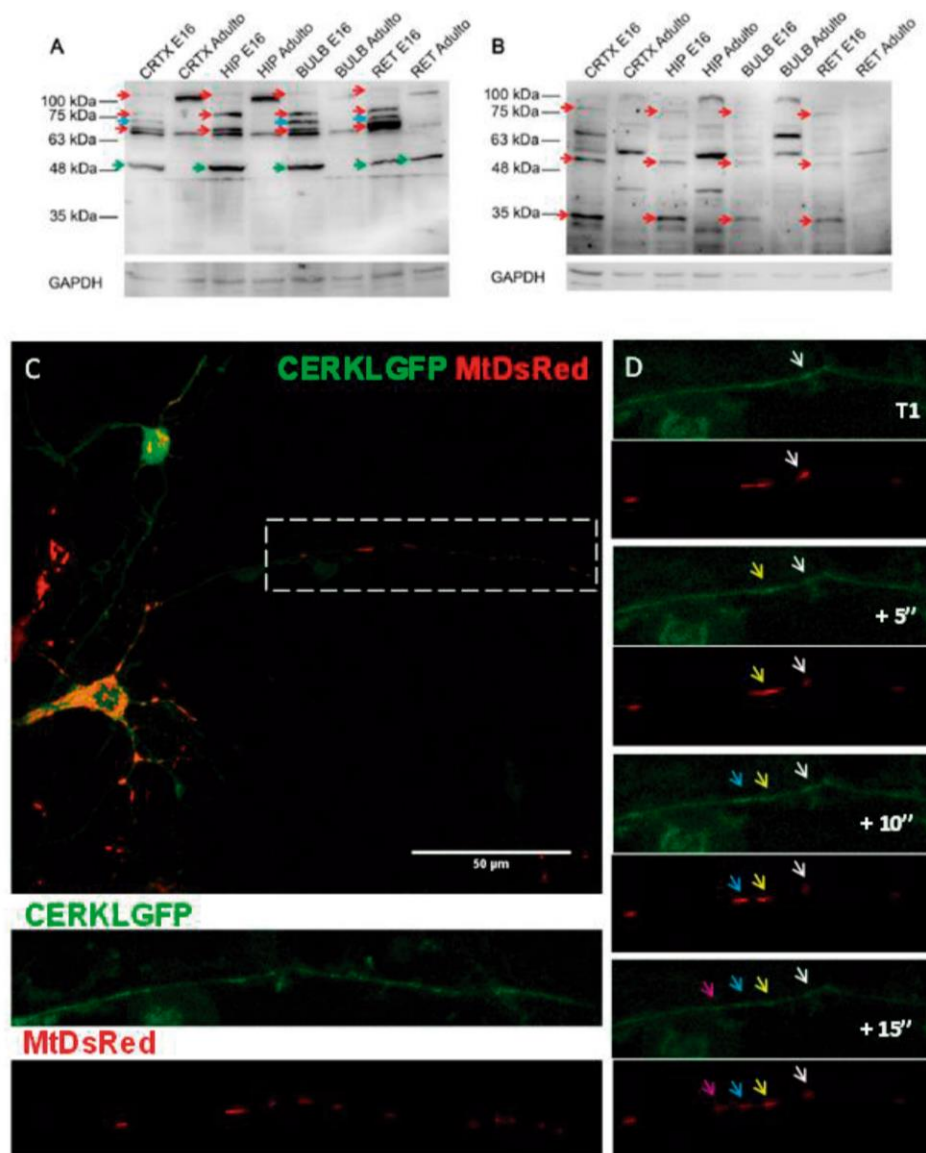 A
CRTX E16
CRTX Adulto
HIP E16
HIP Adulto
BULB E16
BULB Adulto
RET E16
RET Adulto
100 kDa
75 kDa
63 kDa
48 kDa
35 kDa
GAPDH
B
CRTX E16
CRTX Adulto
HIP E16
HIP Adulto
BULB E16
BULB Adulto
RET E16
RET Adulto
100 kDa
75 kDa
63 kDa
48 kDa
35 kDa
GAPDH
C
CERKLGFP MtDsRed
50 µm
CERKLGFP
MtDsRed
D
T1
+ 5’’
+ 10’’
+ 15’’